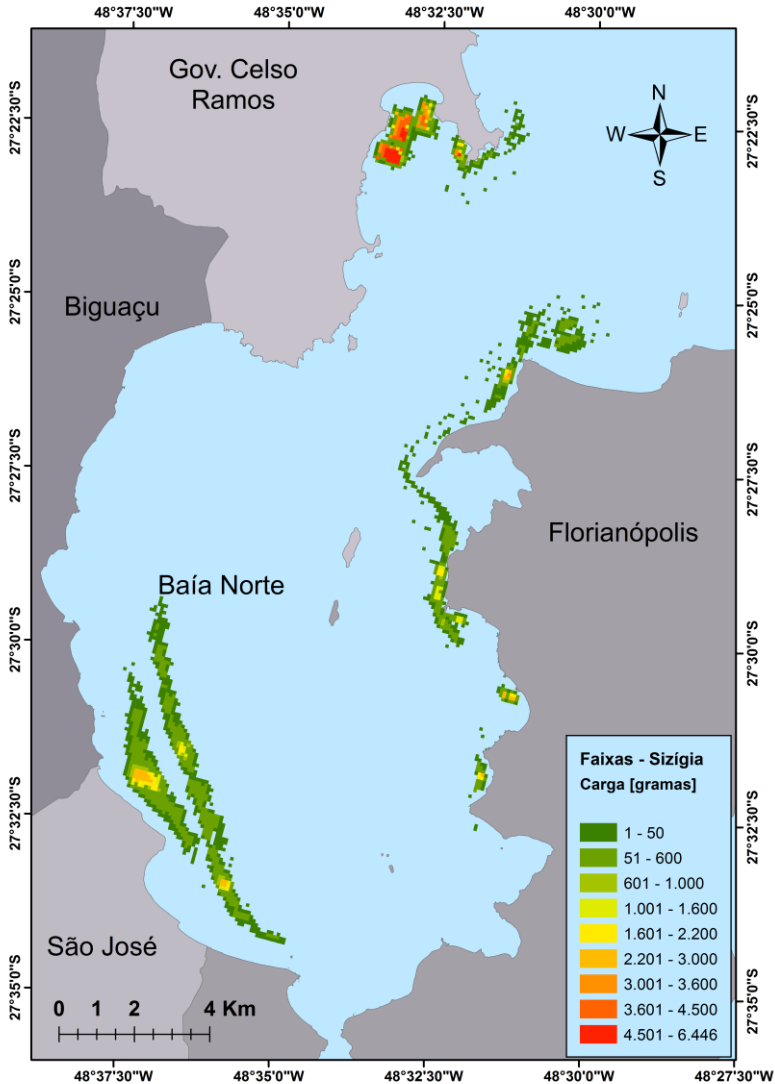 48°37'30"W
48°35'0"W
48°32'30"W
48°30'0"W
Gov. Celso
Ramos
N
W
E
S
27°22'30"S
27°22'30"S
27°25'0"S
27°25'0"S
Biguaçu
27°27'30"S
27°27'30"S
Florianópolis
Baía Norte
27°30'0"S
27°30'0"S
27°32'30"S
27°32'30"S
Faixas - Sizígia
Carga [gramas]
1 - 50
51 - 600
601 - 1.000
1.001 - 1.600
1.601 - 2.200
2.201 - 3.000
3.001 - 3.600
3.601 - 4.500
4.501 - 6.446
São José
27°35'0"S
27°35'0"S
0 1 2 4 Km
48°37'30"W
48°35'0"W
48°32'30"W
48°30'0"W
48°27'30"W